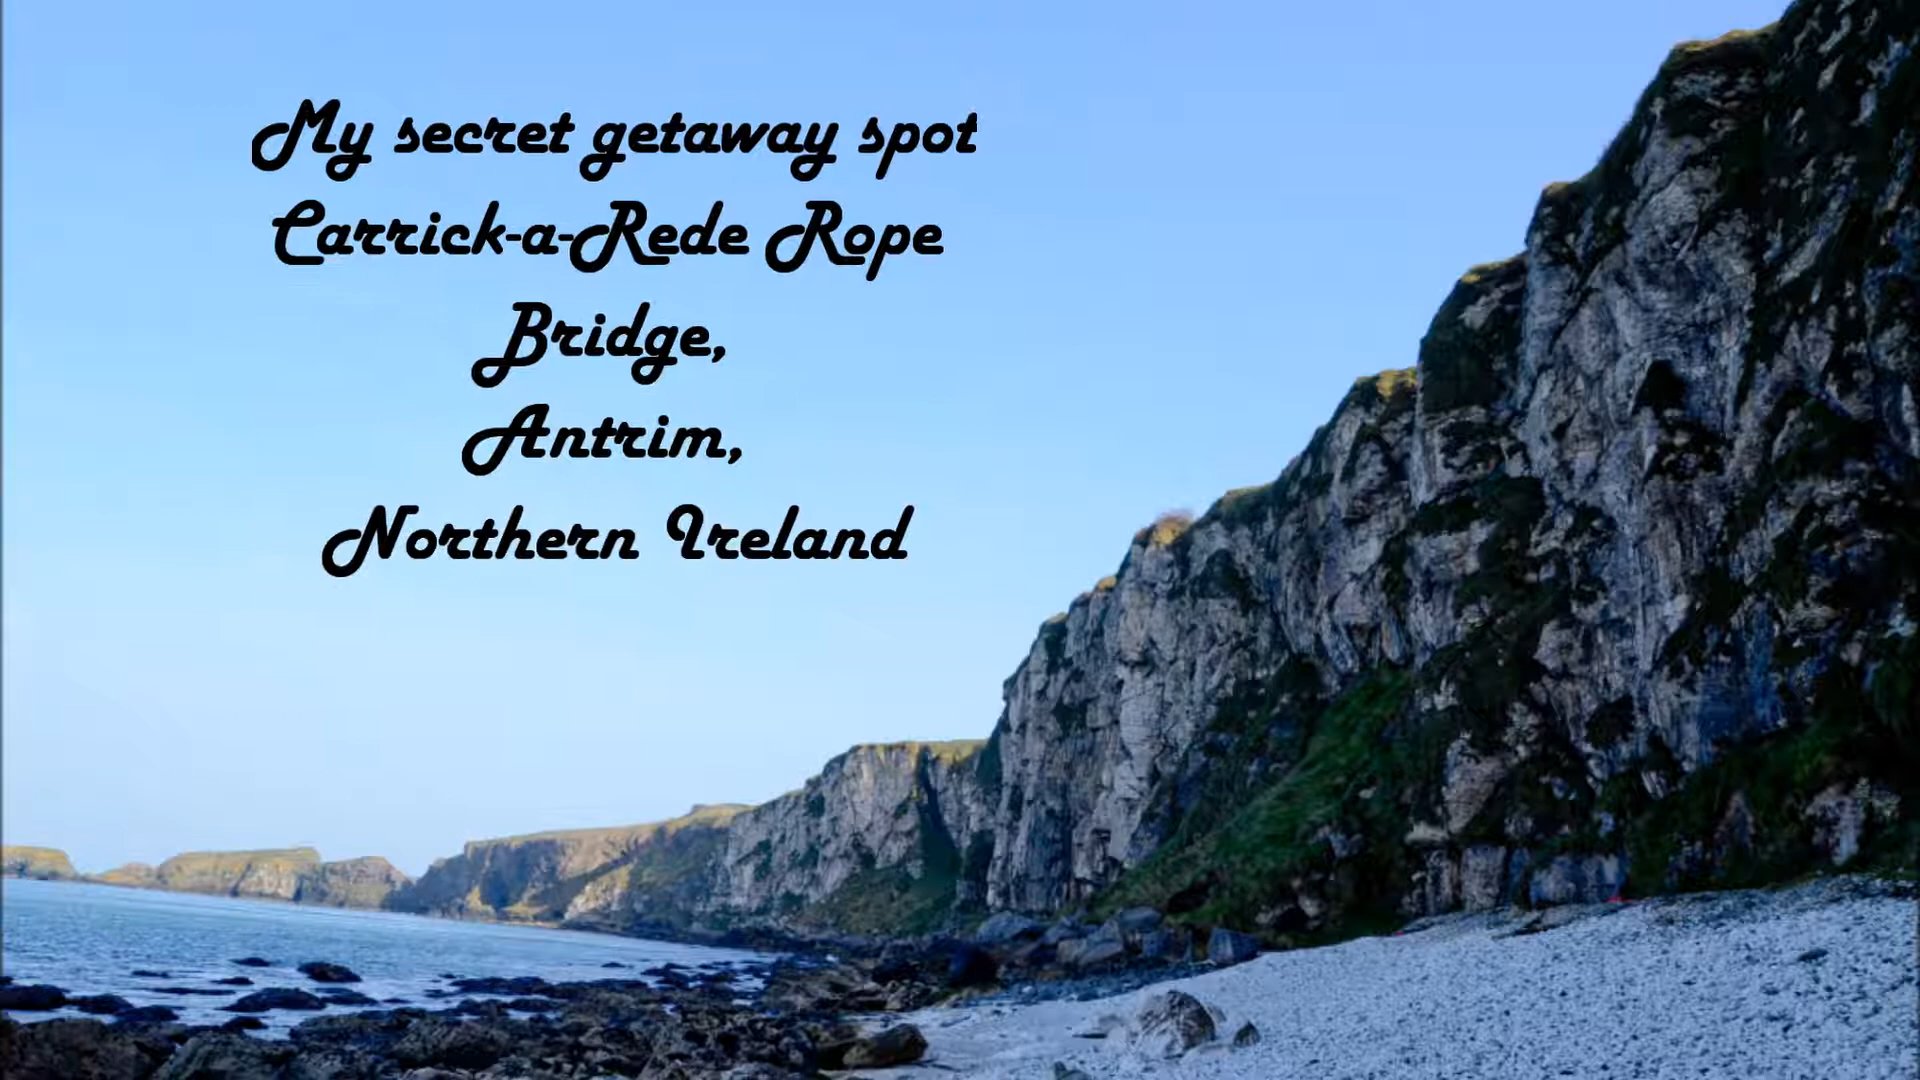 My secret getaway spot
Carrick-a-Rede Rope
Bridge,
Antrim,
Northern Ireland